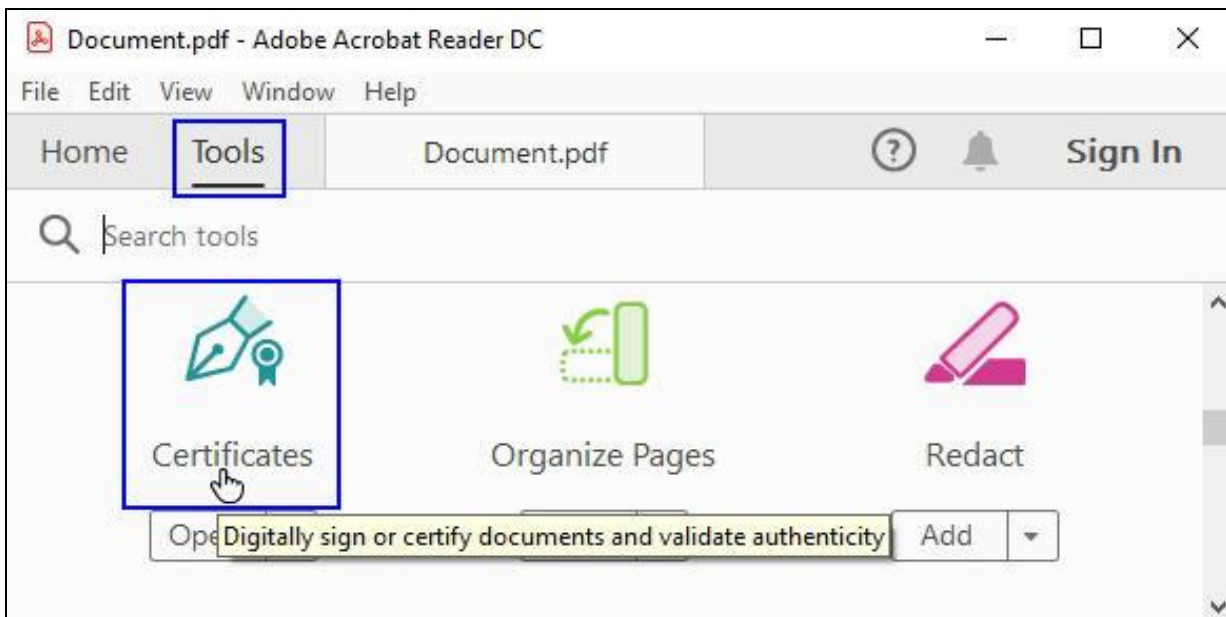 Document.pdf - Adobe Acrobat Reader DC
File Edit View Window Help
Home Tools Document.pdf ? Sign In
Search tools
Certificates Organize Pages Redact
Digitally sign or certify documents and validate authenticity Add